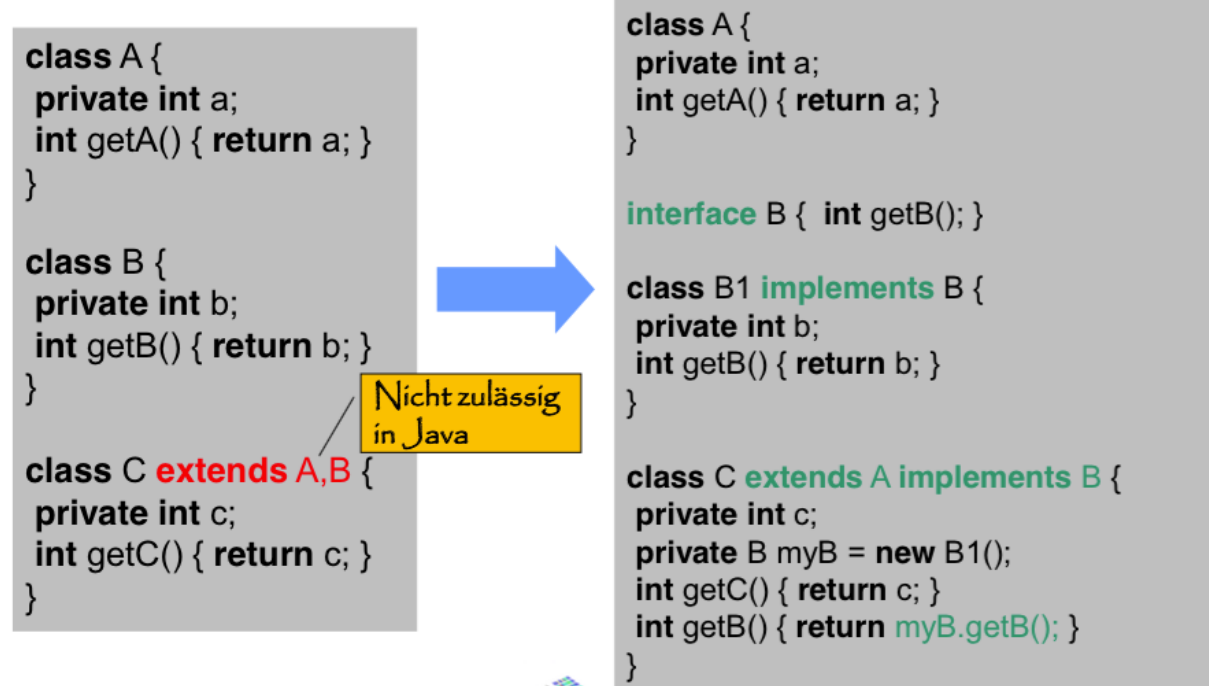 class A {
private int a;
int getA() { return a; }
}
class B {
private int b;
int getB() { return b; }
}
Nicht zulässig
in Java
class C extends A,B {
private int c;
int getC() { return c; }
}
class A {
private int a;
int getA() { return a; }
}
interface B { int getB(); }
class B1 implements B {
private int b;
int getB() { return b; }
}
class C extends A implements B {
private int c;
private B myB = new B1();
int getC() { return c; }
int getB() { return myB.getB(); }
}